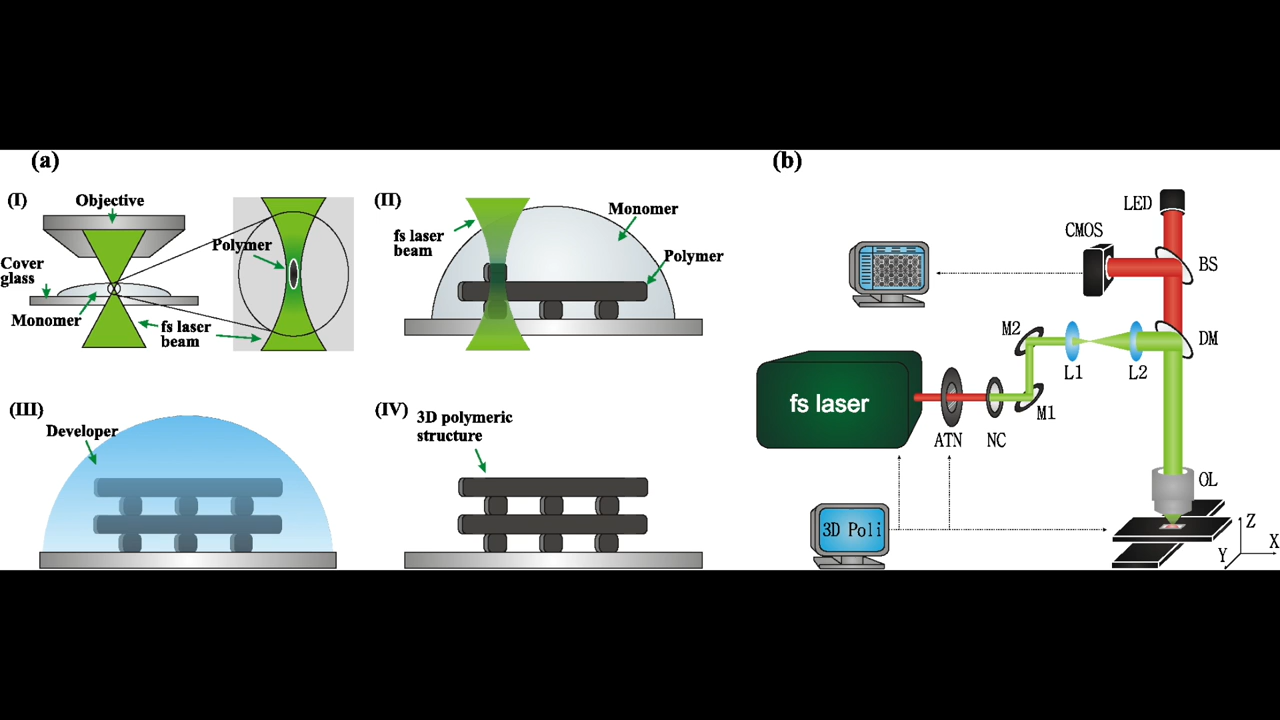 (a)
(I)
Objective
Polymer
Cover
glass
Monomer
fs laser
beam
(II)
fs laser
beam
Monomer
Polymer
(III)
Developer
(IV)
3D polymeric
structure
(b)
LED
CMOS
BS
DM
M2
L1
L2
fs laser
M1
ATN
NC
OL
3D Poli
Z
Y
X